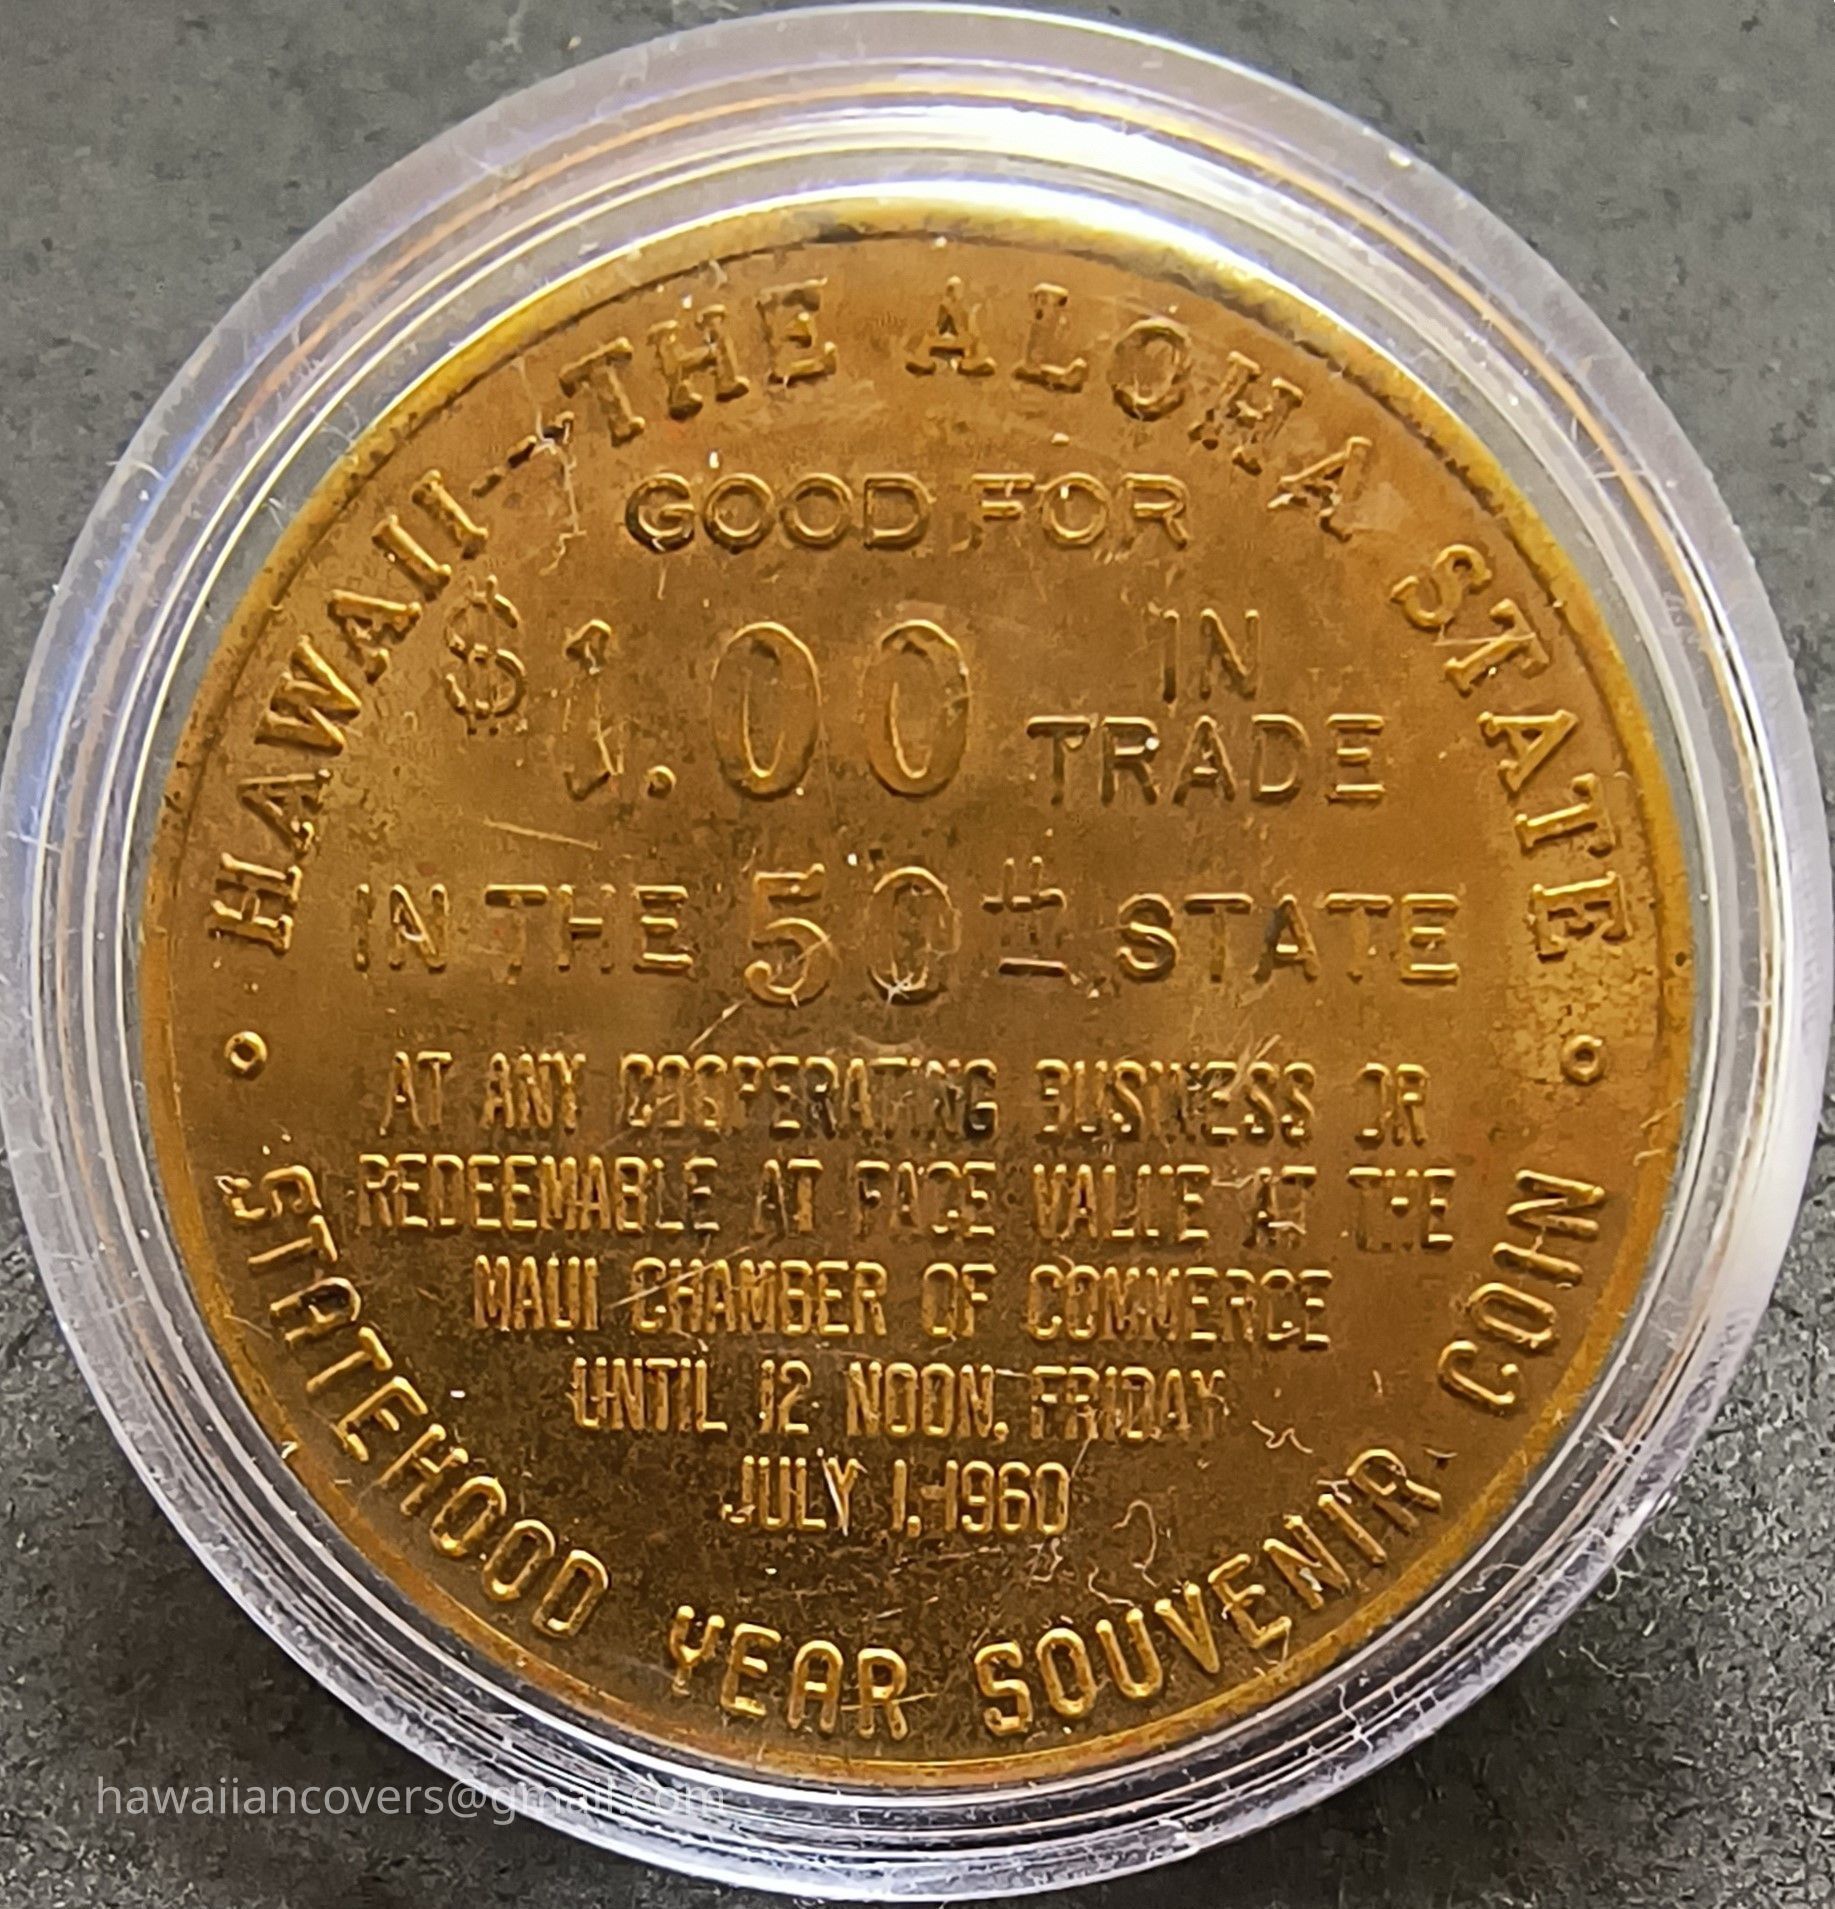 HAWAII-THE ALOHA STATE
GOOD FOR
$1.00 IN
TRADE
IN THE 50th STATE
AT ANY COOPERATING BUSINESS OR
REDEEMABLE AT FACE VALUE AT THE
MAUI CHAMBER OF COMMERCE
UNTIL 12 NOON, FRIDAY
JULY 1, 1960
STATEHOOD YEAR SOUVENIR COIN
hawaiiancovers@gmail.com